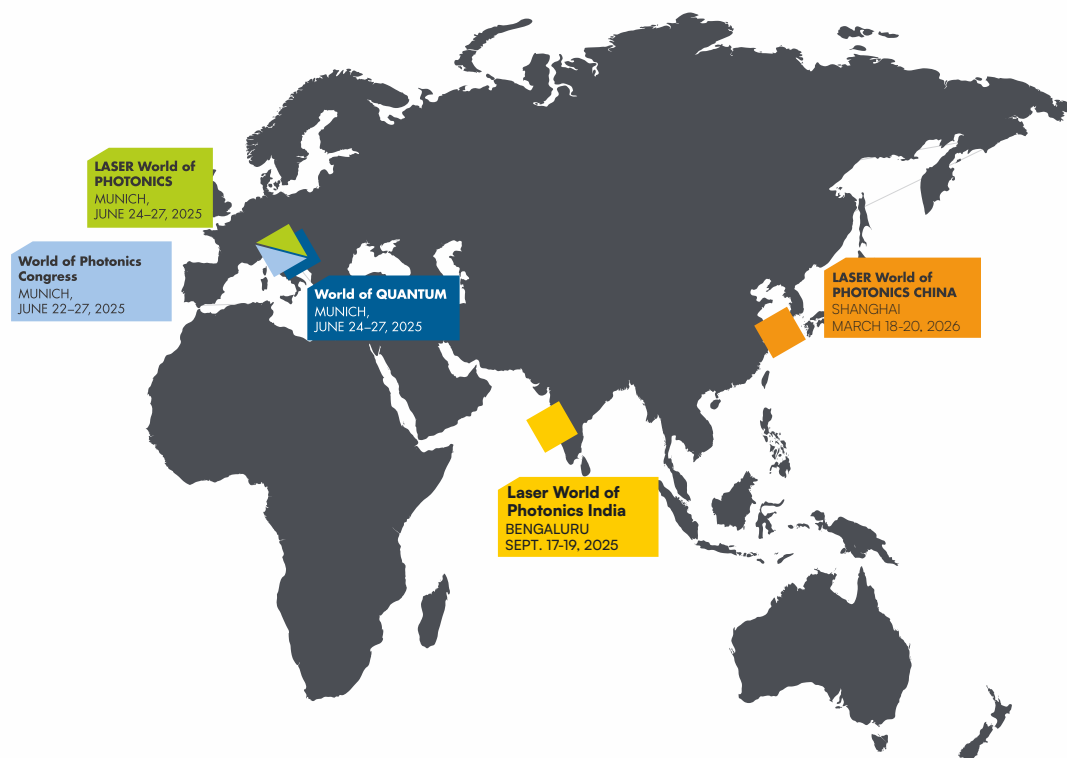 LASER World of
PHOTONICS
MUNICH,
JUNE 24–27, 2025
World of Photonics
Congress
MUNICH,
JUNE 22–27, 2025
World of QUANTUM
MUNICH,
JUNE 24–27, 2025
LASER World of
PHOTONICS CHINA
SHANGHAI
MARCH 18-20, 2026
Laser World of
Photonics India
BENGALURU
SEPT. 17-19, 2025